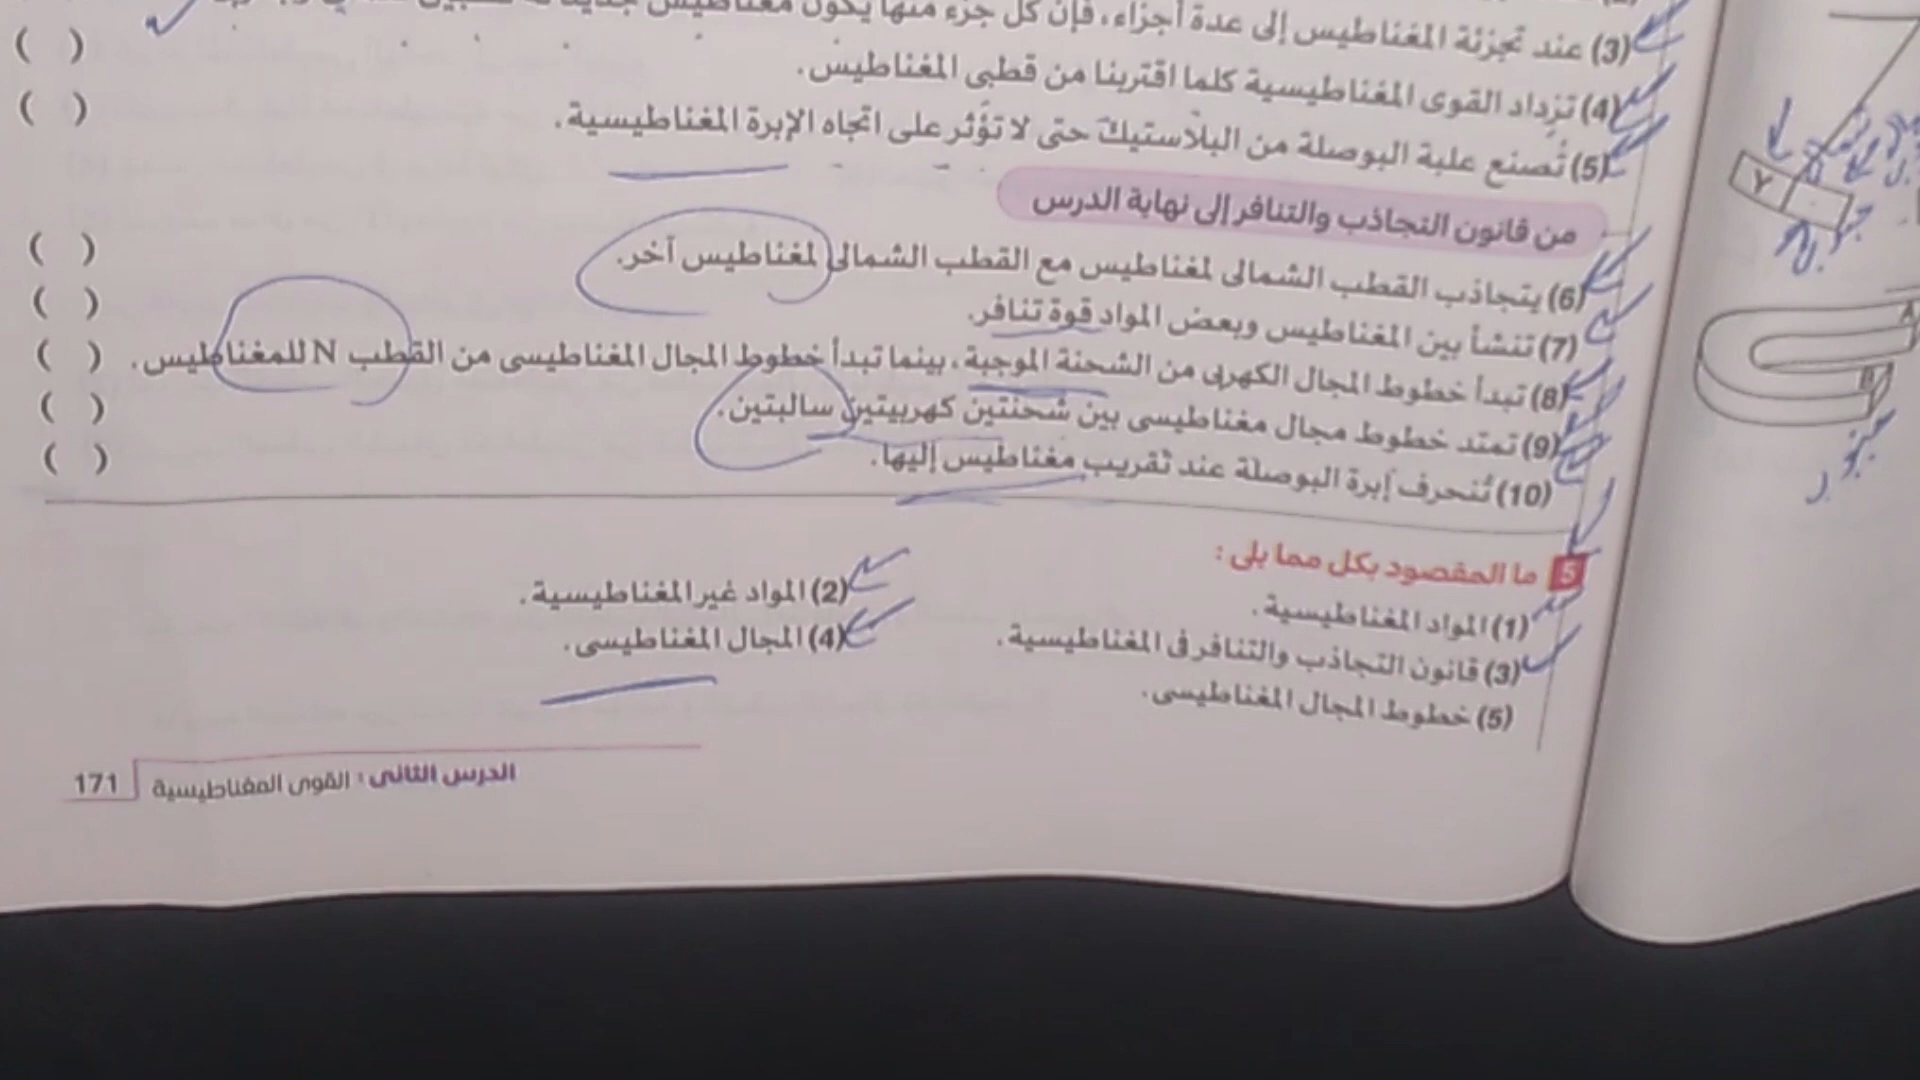 (3) عند تجزئة المغناطيس إلى عدة أجزاء، فإن كل جزء منها يكون مغناطيس
(4) تزداد القوى المغناطيسية كلما اقتربنا من قطبى المغناطيس. ( )
(5) تُصنع علبة البوصلة من البلاستيك حتى لا تؤثر على اتجاه الإبرة المغناطيسية. ( )
من قانون التجاذب والتنافر إلى نهاية الدرس
(6) يتجاذب القطب الشمالى لمغناطيس مع القطب الشمالى لمغناطيس آخر. ( )
(7) تنشأ بين المغناطيس وبعض المواد قوة تنافر. ( )
(8) تبدأ خطوط المجال الكهربى من الشحنة الموجبة، بينما تبدأ خطوط المجال المغناطيسى من القطب N للمغناطيس. ( )
(9) تمتد خطوط مجال مغناطيسى بين شحنتين كهربيتين سالبتين. ( )
(10) تنحرف إبرة البوصلة عند تقريب مغناطيس إليها. ( )
5 ما المقصود بكل مما يلى :
(1) المواد المغناطيسية.
(2) المواد غير المغناطيسية.
(3) قانون التجاذب والتنافر فى المغناطيسية.
(4) المجال المغناطيسى.
(5) خطوط المجال المغناطيسى.
الدرس الثانى : القوى المغناطيسية 171
Y
A
B